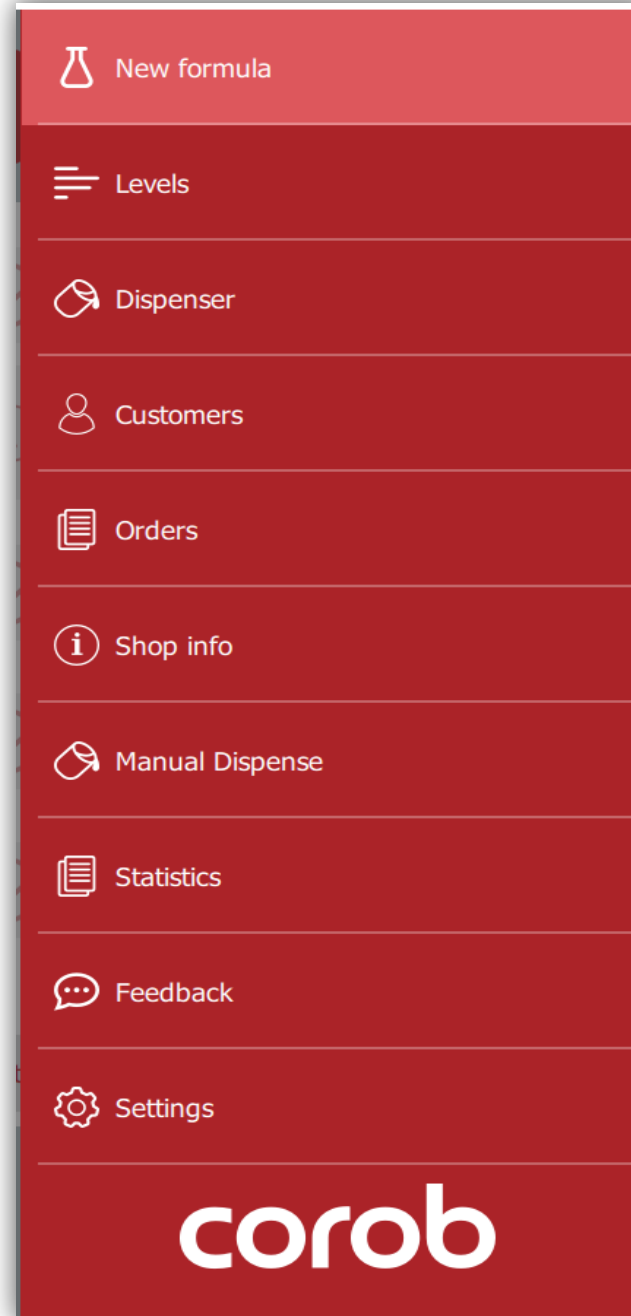 New formula
Levels
Dispenser
Customers
Orders
Shop info
Manual Dispense
Statistics
Feedback
Settings
corob